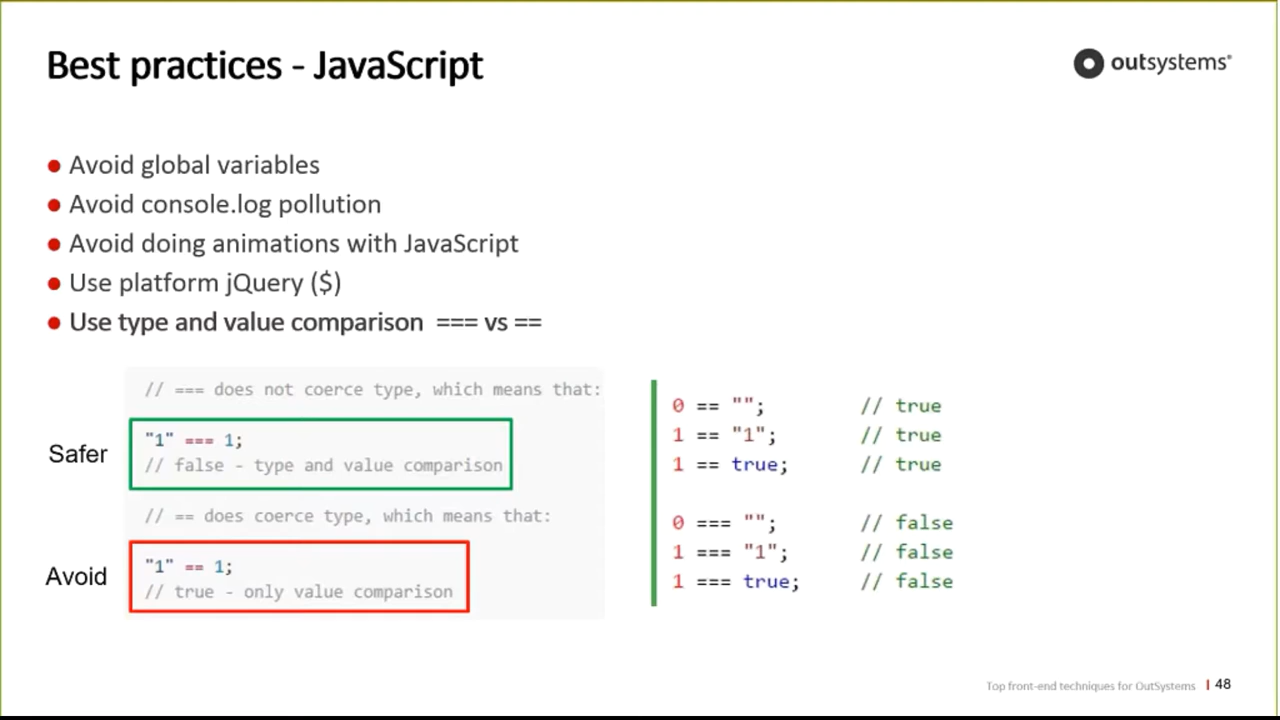 Best practices - JavaScript
outsystems®
● Avoid global variables
● Avoid console.log pollution
● Avoid doing animations with JavaScript
● Use platform jQuery ($)
● Use type and value comparison === vs ==
// === does not coerce type, which means that:
Safer
"1" === 1;
// false - type and value comparison
// == does coerce type, which means that:
Avoid
"1" == 1;
// true - only value comparison
0 == ""; // true
1 == "1"; // true
1 == true; // true
0 === ""; // false
1 === "1"; // false
1 === true; // false
Top front-end techniques for OutSystems | 48